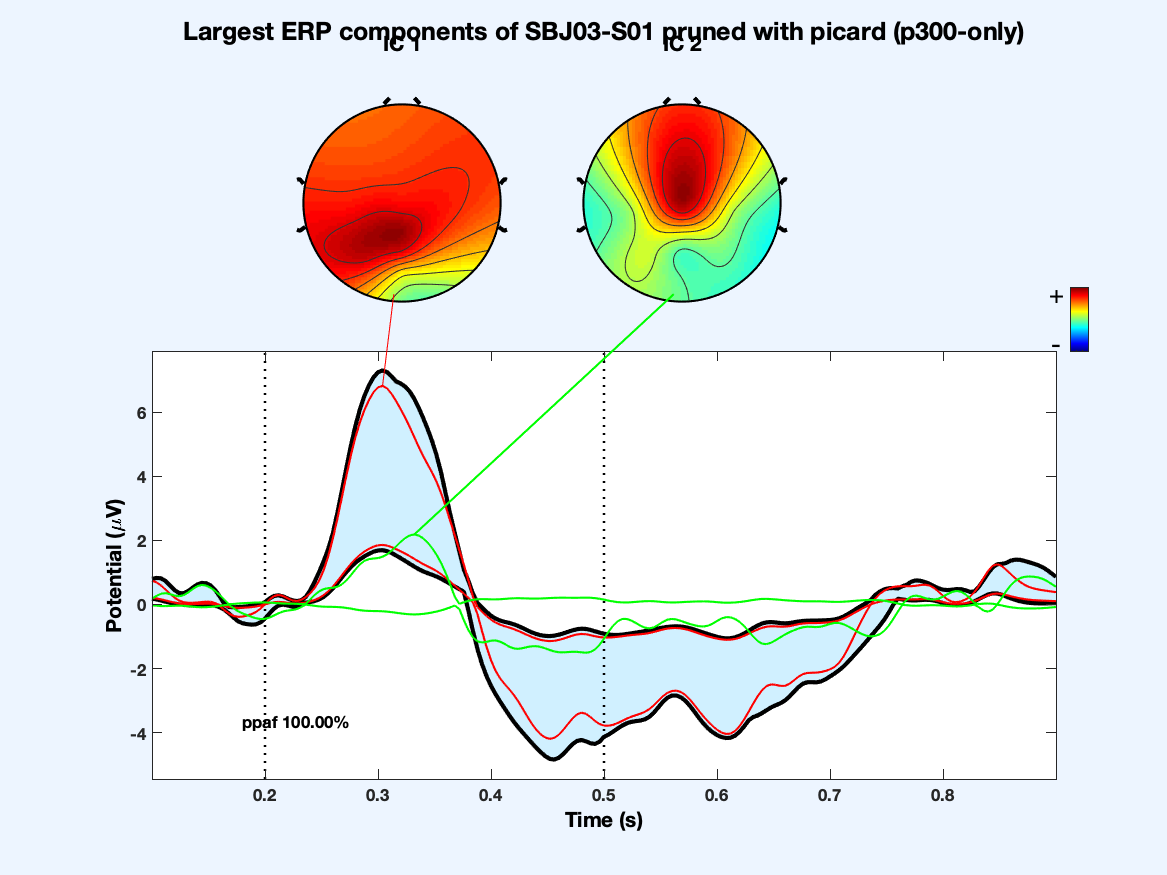 Largest ERP components of SBJ03-S01 pruned with picard (p300-only)
IC 1
IC 2
+
-
6
4
2
0
-2
-4
Potential (μV)
ppaf 100.00%
0.2
0.3
0.4
0.5
0.6
0.7
0.8
Time (s)